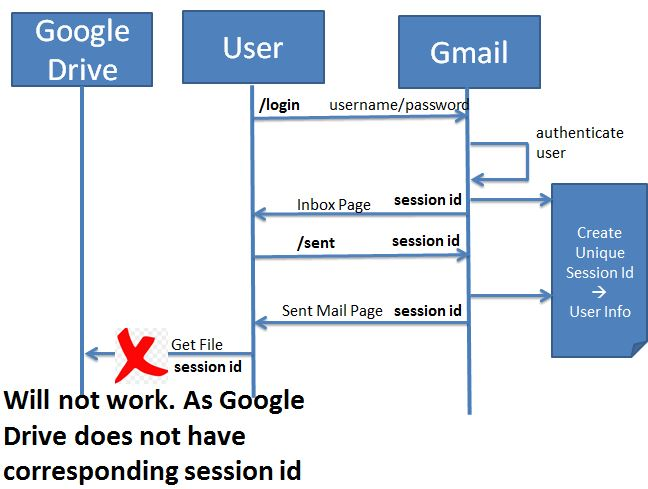 Google
Drive
User
Gmail
/login username/password
authenticate
user
Inbox Page session id
/sent session id
Create
Unique
Session Id
→
User Info
Sent Mail Page session id
Get File
session id
Will not work. As Google
Drive does not have
corresponding session id